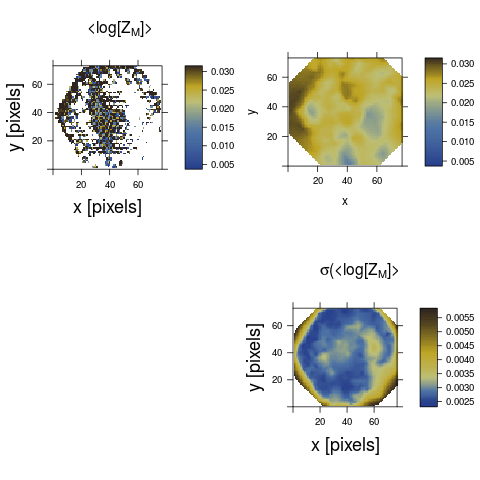 <log[Z_M]>
60
40
20
y [pixels]
20 40 60
x [pixels]
0.030
0.025
0.020
0.015
0.010
0.005
60
40
20
y
20 40 60
x
0.030
0.025
0.020
0.015
0.010
0.005
σ(<log[Z_M]>
60
40
20
y [pixels]
20 40 60
x [pixels]
0.0055
0.0050
0.0045
0.0040
0.0035
0.0030
0.0025